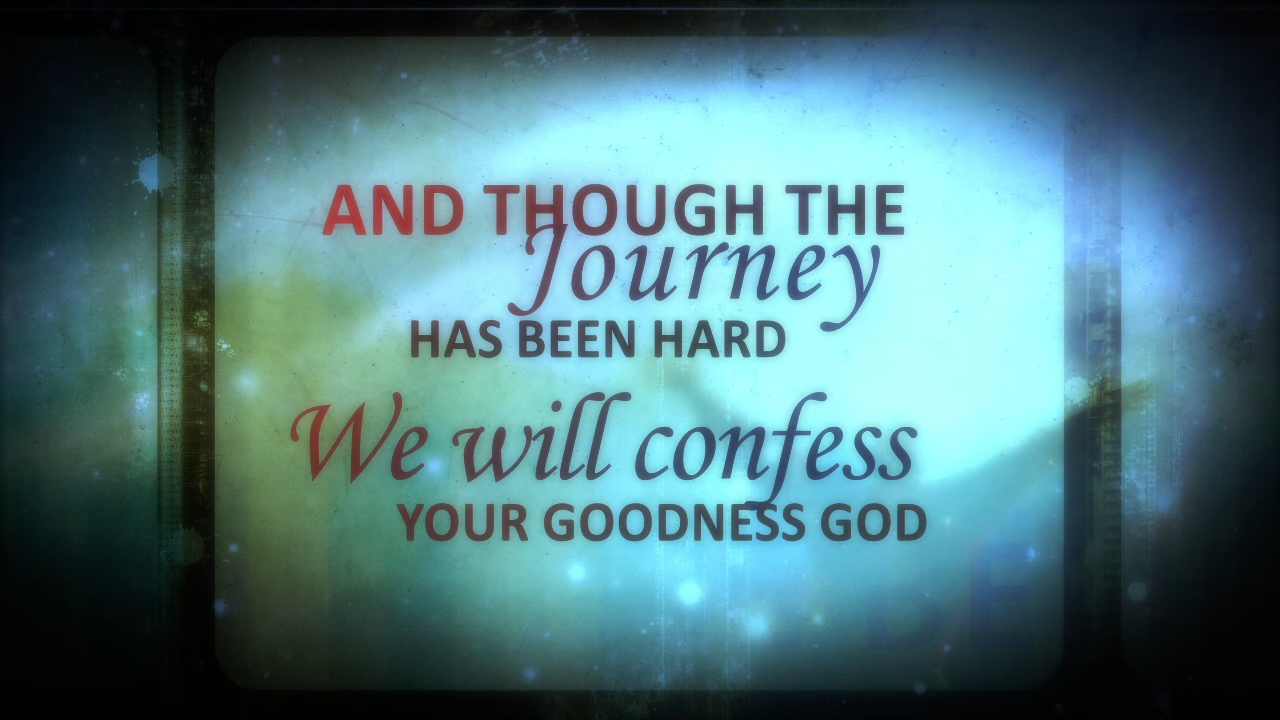 AND THOUGH THE
Journey
HAS BEEN HARD
We will confess
YOUR GOODNESS GOD